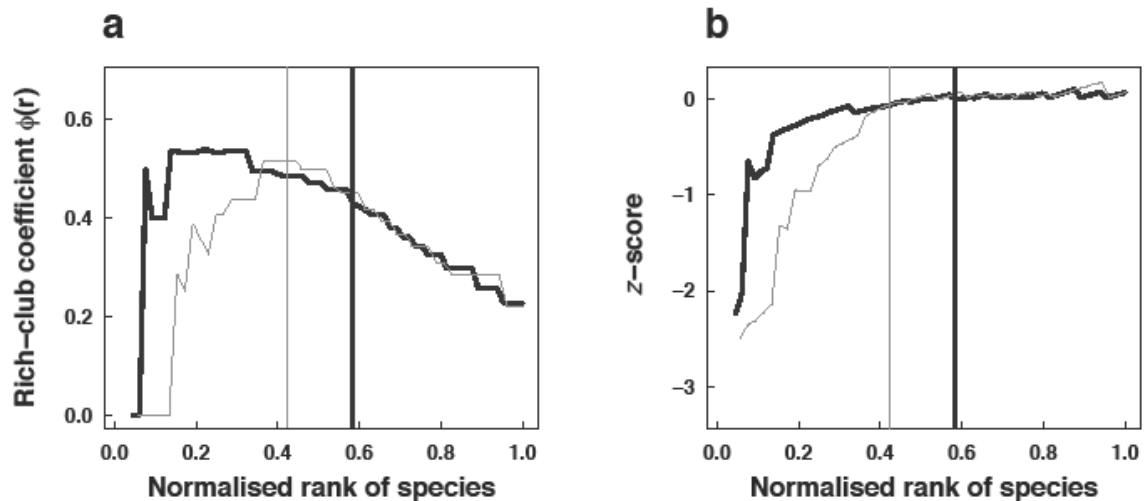 a
Rich-club coefficient ϕ(r)
0.6
0.4
0.2
0.0
0.0 0.2 0.4 0.6 0.8 1.0
Normalised rank of species
b
z-score
0
-1
-2
-3
0.0 0.2 0.4 0.6 0.8 1.0
Normalised rank of species